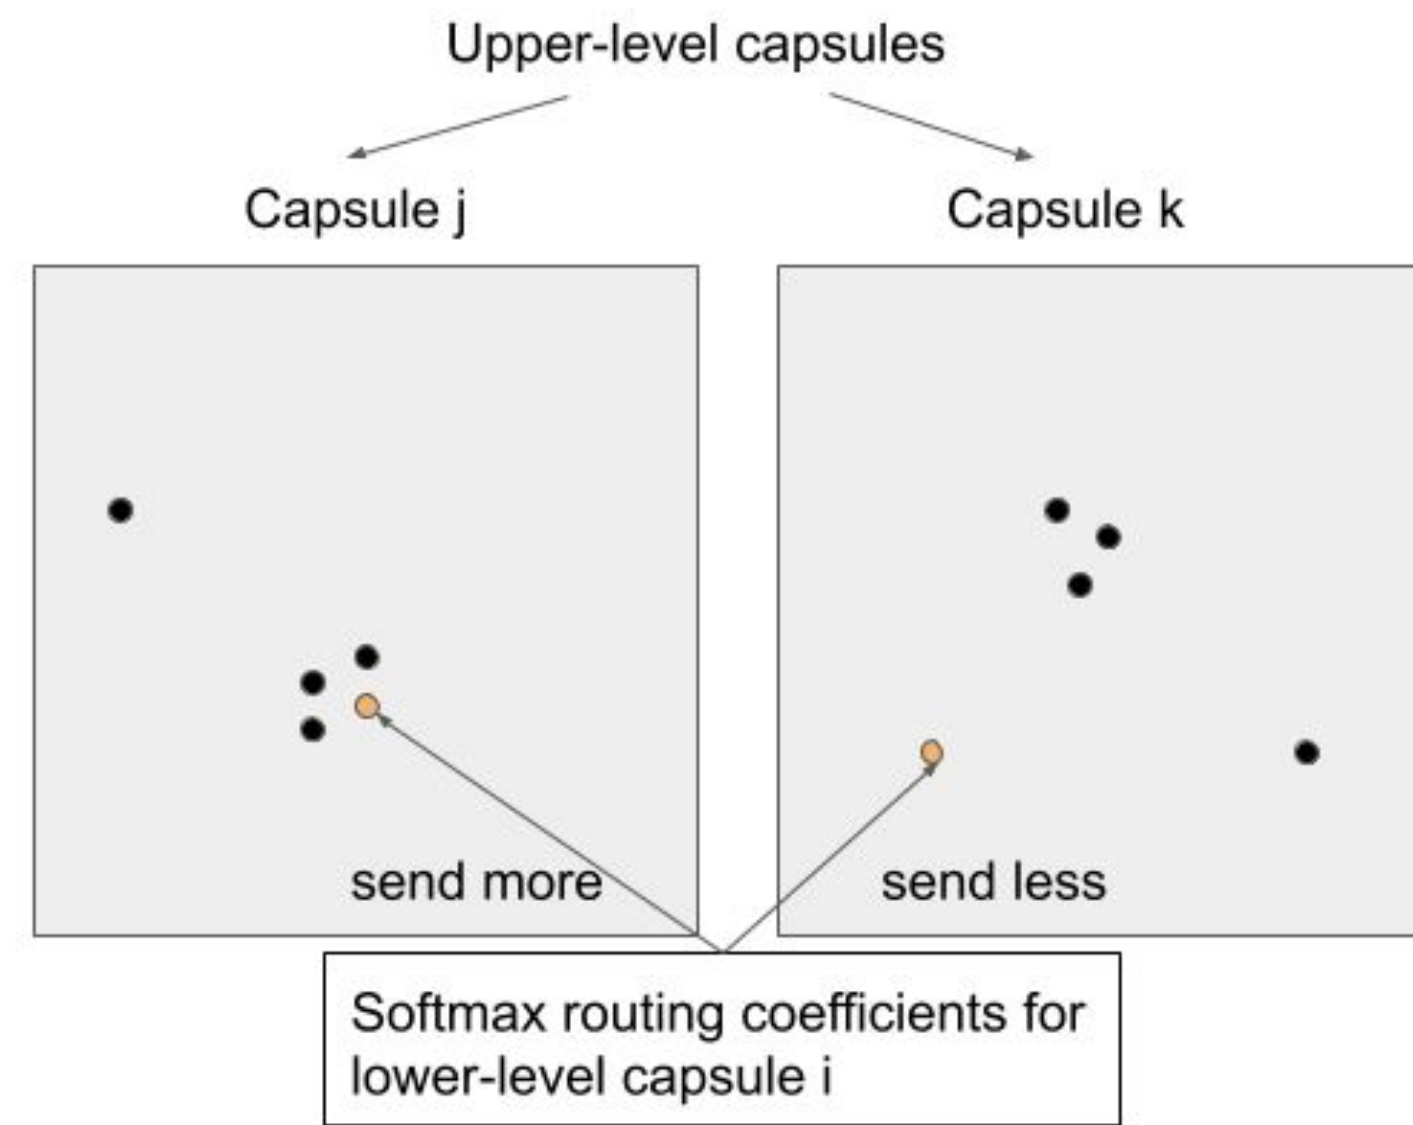 Upper-level capsules
Capsule j
Capsule k
send more
send less
Softmax routing coefficients for
lower-level capsule i